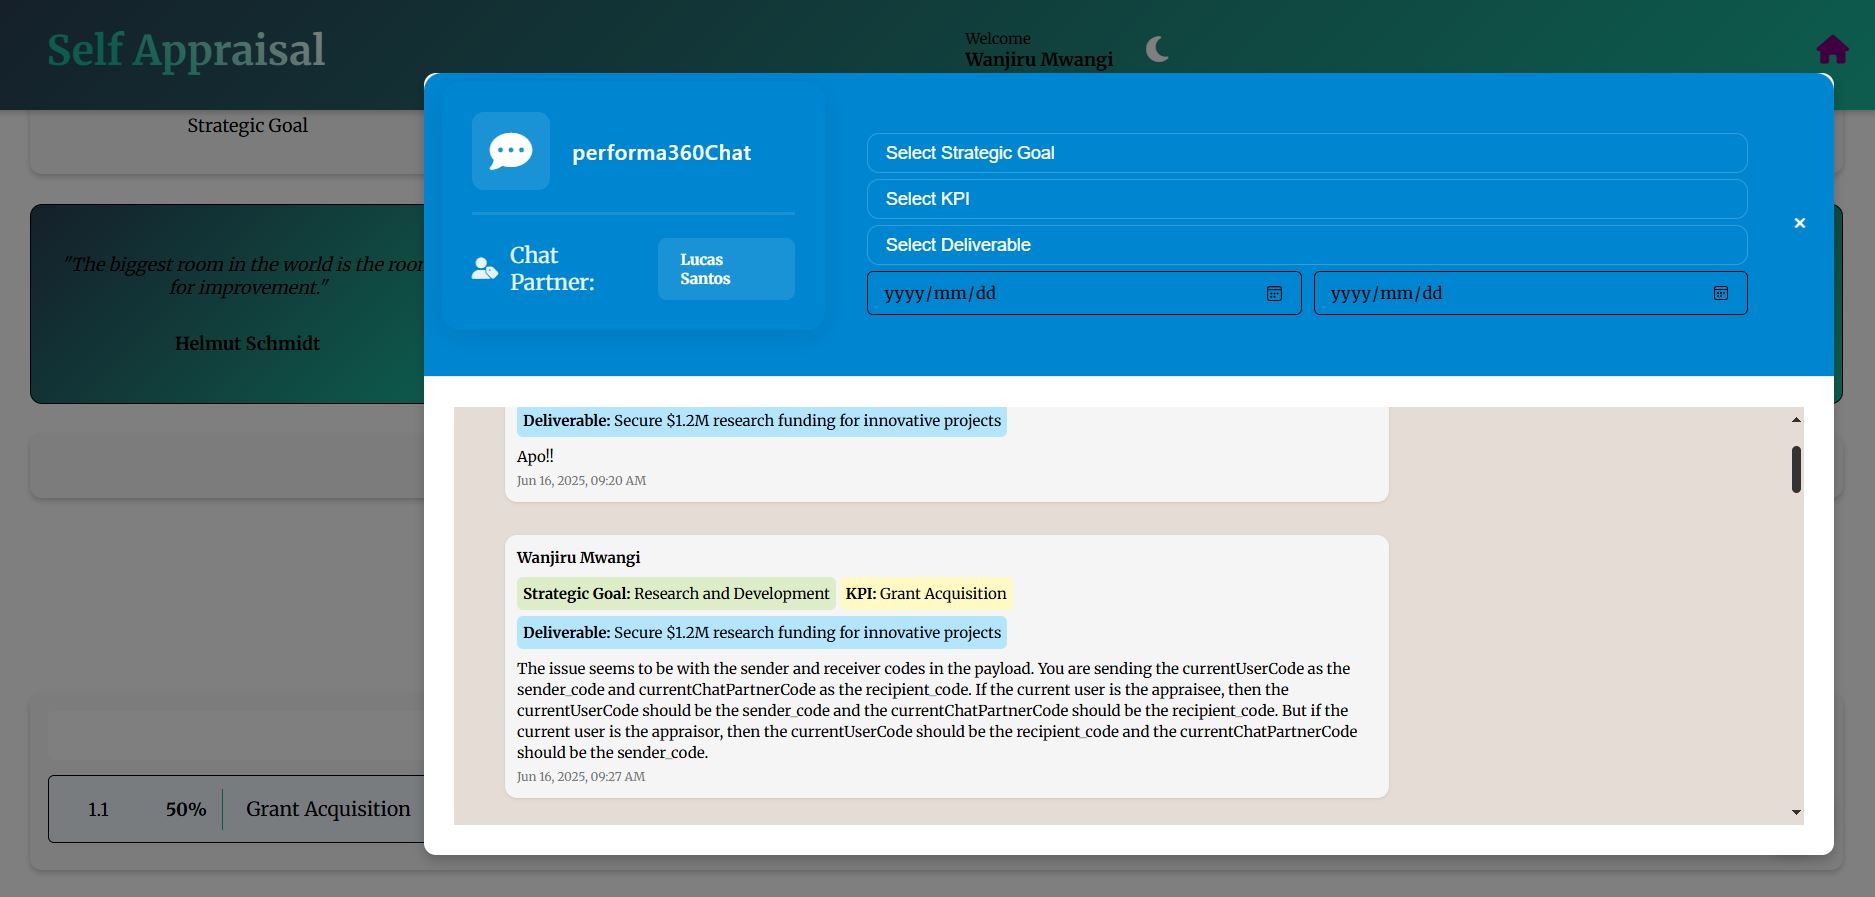 Self Appraisal
Welcome
Wanjiru Mwangi
Strategic Goal
"The biggest room in the world is the room
for improvement."
Helmut Schmidt
1.1 50% Grant Acquisition
performa360Chat
Chat
Partner:
Lucas
Santos
Select Strategic Goal
Select KPI
Select Deliverable
yyyy/mm/dd yyyy/mm/dd
×
Deliverable: Secure $1.2M research funding for innovative projects
Apo!!
Jun 16, 2025, 09:20 AM
Wanjiru Mwangi
Strategic Goal: Research and Development KPI: Grant Acquisition
Deliverable: Secure $1.2M research funding for innovative projects
The issue seems to be with the sender and receiver codes in the payload. You are sending the currentUserCode as the
sender_code and currentChatPartnerCode as the recipient_code. If the current user is the appraisee, then the
currentUserCode should be the sender_code and the currentChatPartnerCode should be the recipient_code. But if the
current user is the appraisor, then the currentUserCode should be the recipient_code and the currentChatPartnerCode
should be the sender_code.
Jun 16, 2025, 09:27 AM